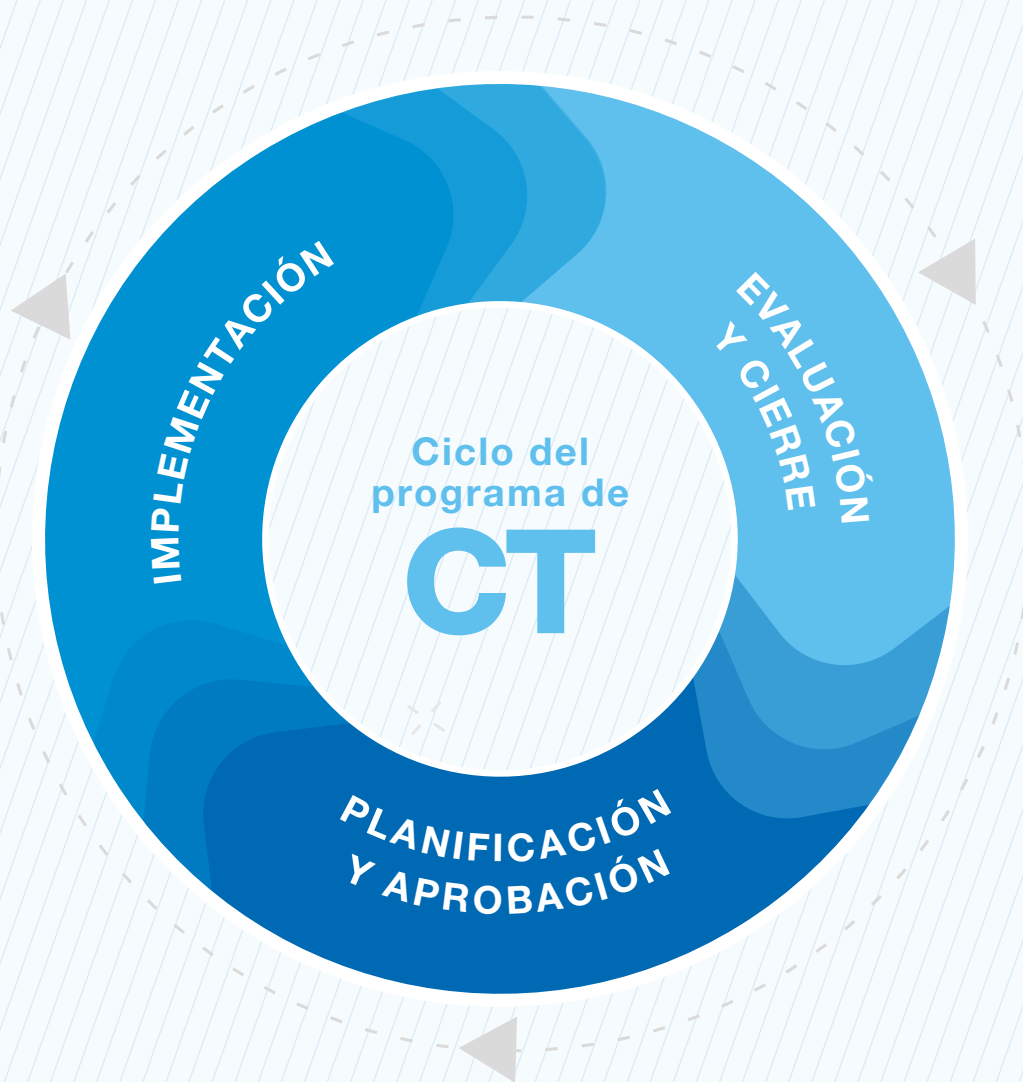 Ciclo del
programa de
CT
PLANIFICACIÓN
Y APROBACIÓN
IMPLEMENTACIÓN
EVALUACIÓN
Y CIERRE